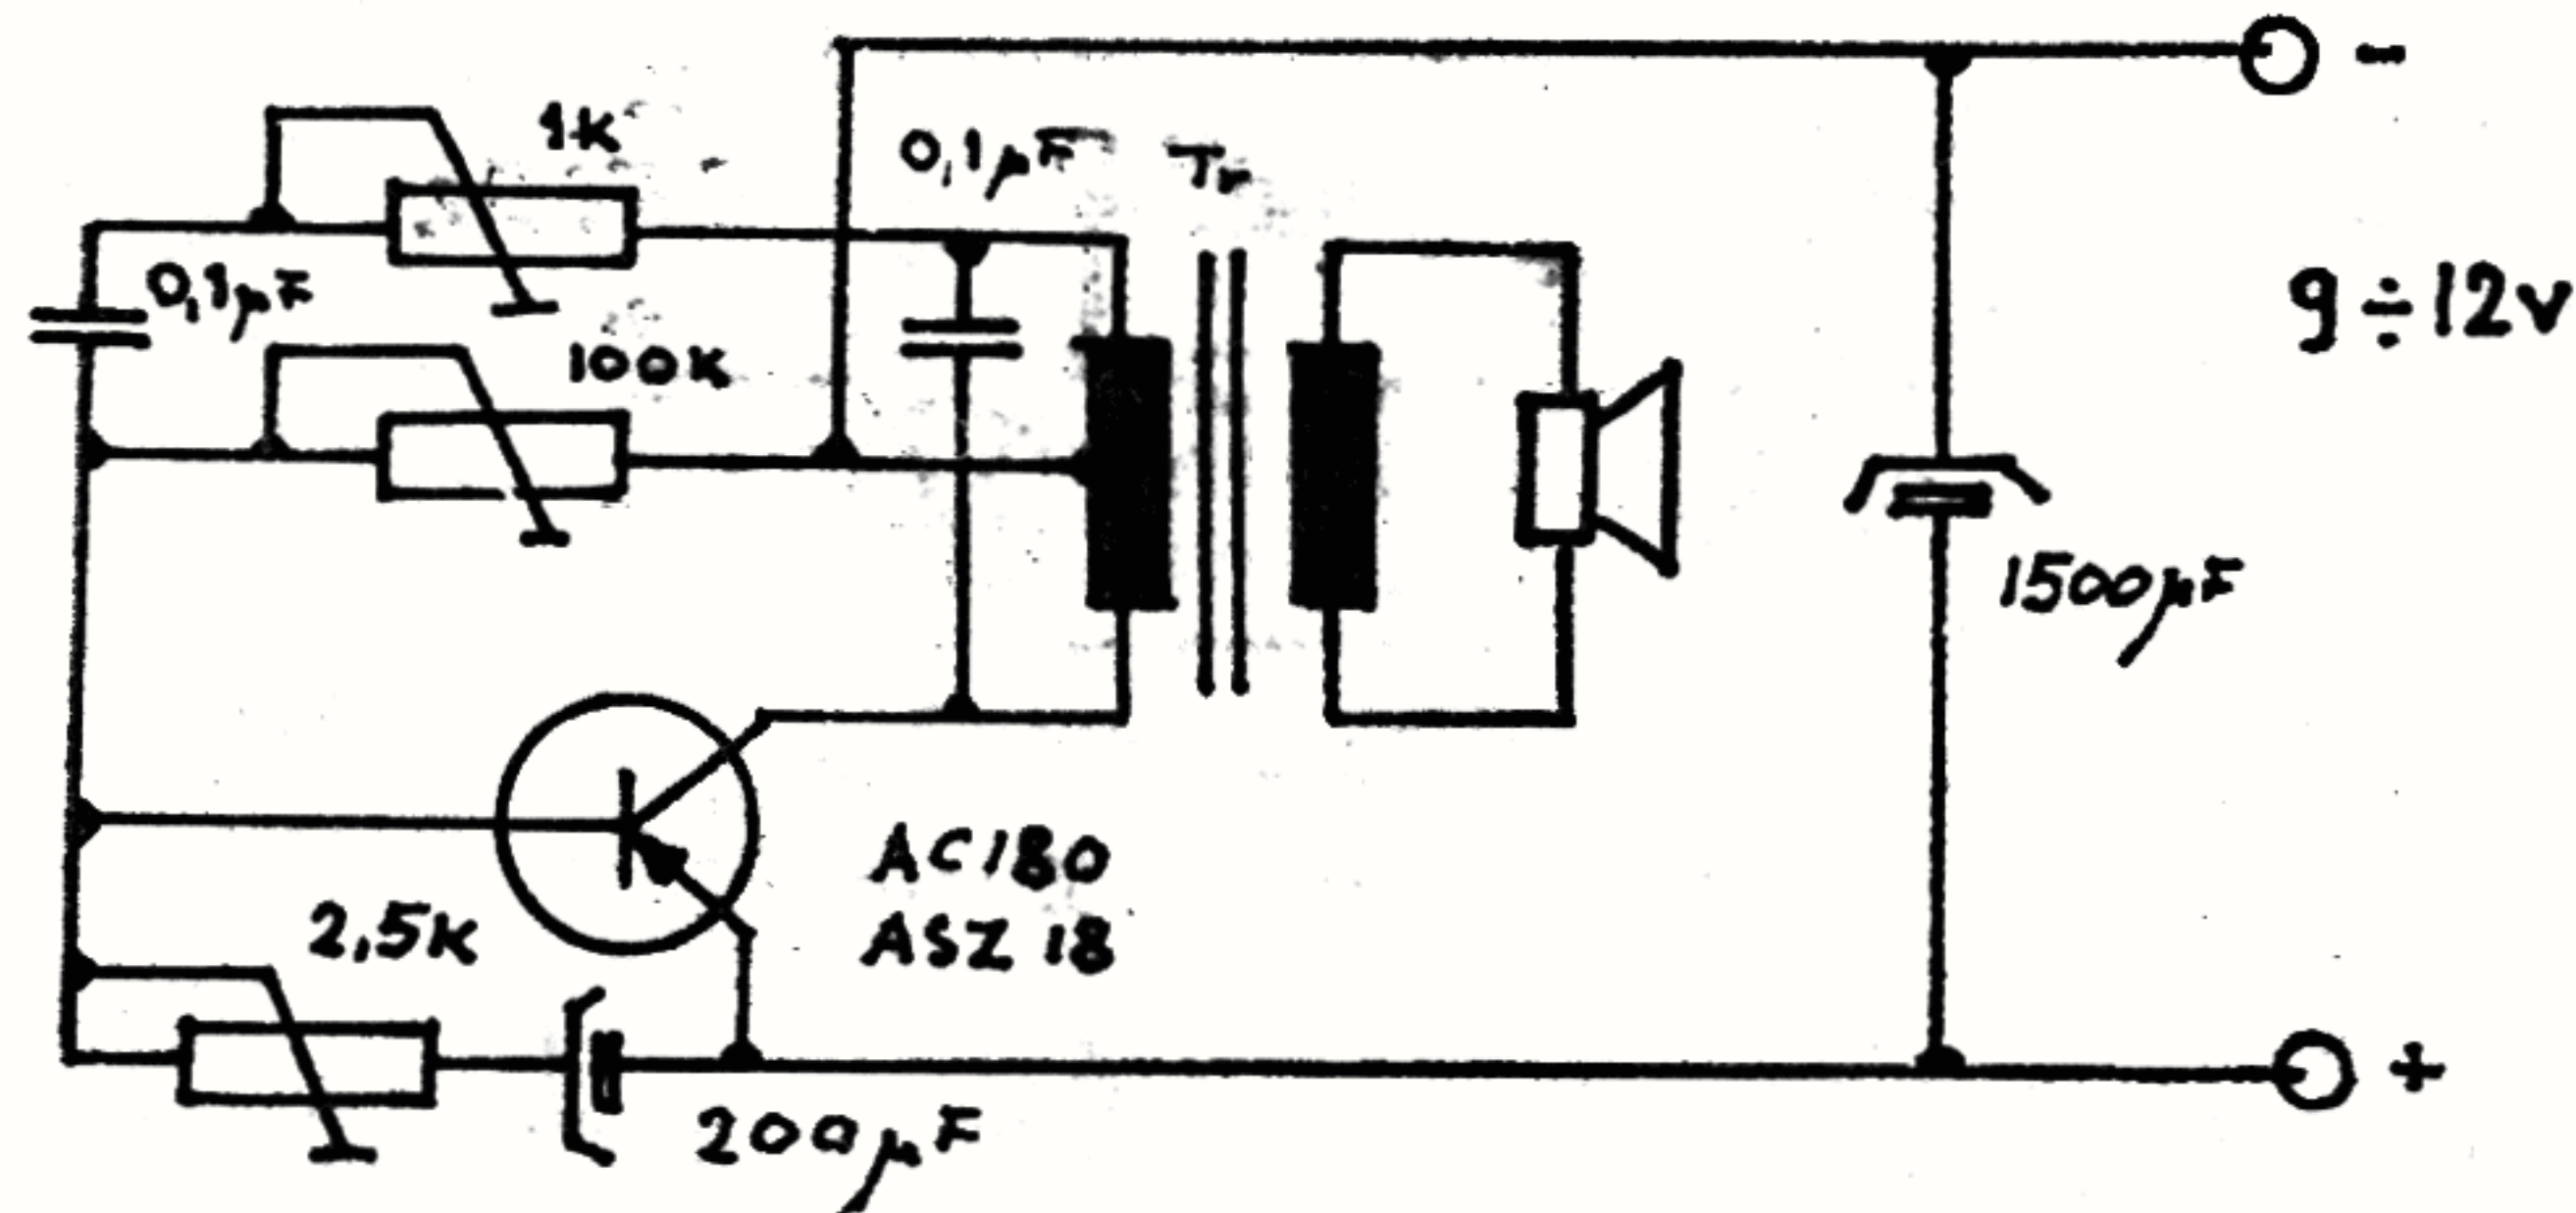 1K
0,1µF Tr
-
0,1µF
100K
9÷12v
1500µF
AC180
ASZ 18
2,5K
+
200µF